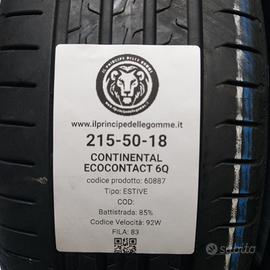 IL PRINCIPE DELLE GOMME
www.ilprincipedellegomme.it
215-50-18
CONTINENTAL
ECOCONTACT 6Q
codice prodotto: 60887
Tipo: ESTIVE
COD:
Battistrada: 85%
Codice Velocità: 92W
FILA: 83
subito